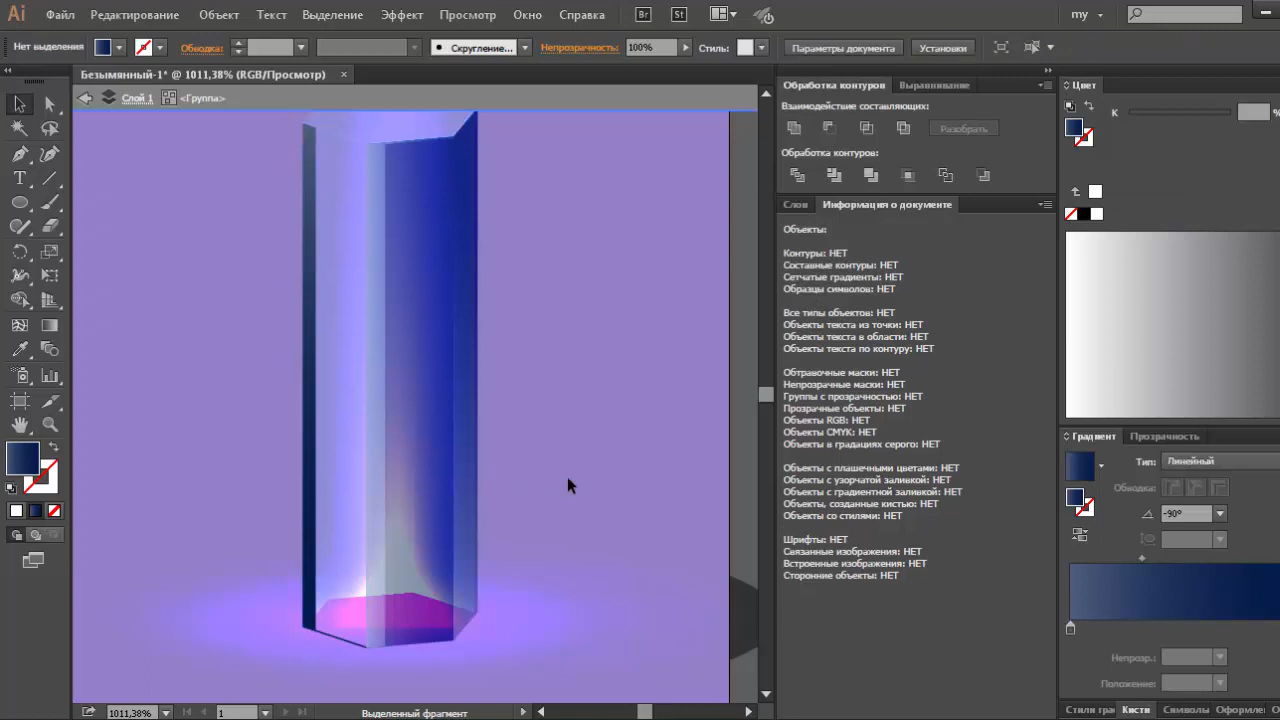 Ai Файл Редактирование Объект Текст Выделение Эффект Просмотр Окно Справка Br St my
Нет выделения Обводка: Скругление... Непрозрачность: 100% Стиль: Параметры документа Установки
Безымянный-1* @ 1011,38% (RGB/Просмотр) ×
Слой 1 <Группа>
Обработка контуров Выравнивание
Взаимодействие составляющих:
Разобрать
Обработка контуров:
Слои Информация о документе
Объекты:
Контуры: НЕТ
Составные контуры: НЕТ
Сетчатые градиенты: НЕТ
Образцы символов: НЕТ
Все типы объектов: НЕТ
Объекты текста из точки: НЕТ
Объекты текста в области: НЕТ
Объекты текста по контуру: НЕТ
Обтравочные маски: НЕТ
Непрозрачные маски: НЕТ
Группы с прозрачностью: НЕТ
Прозрачные объекты: НЕТ
Объекты RGB: НЕТ
Объекты CMYK: НЕТ
Объекты в градациях серого: НЕТ
Объекты с плашечными цветами: НЕТ
Объекты с узорчатой заливкой: НЕТ
Объекты с градиентной заливкой: НЕТ
Объекты, созданные кистью: НЕТ
Объекты со стилями: НЕТ
Шрифты: НЕТ
Связанные изображения: НЕТ
Встроенные изображения: НЕТ
Сторонние объекты: НЕТ
Цвет
K %
Градиент Прозрачность
Тип: Линейный
Обводка:
-90°
Непрозр.:
Положение:
Стили гра Кисти Символы Оформле
1011,38% 1 Выделенный фрагмент